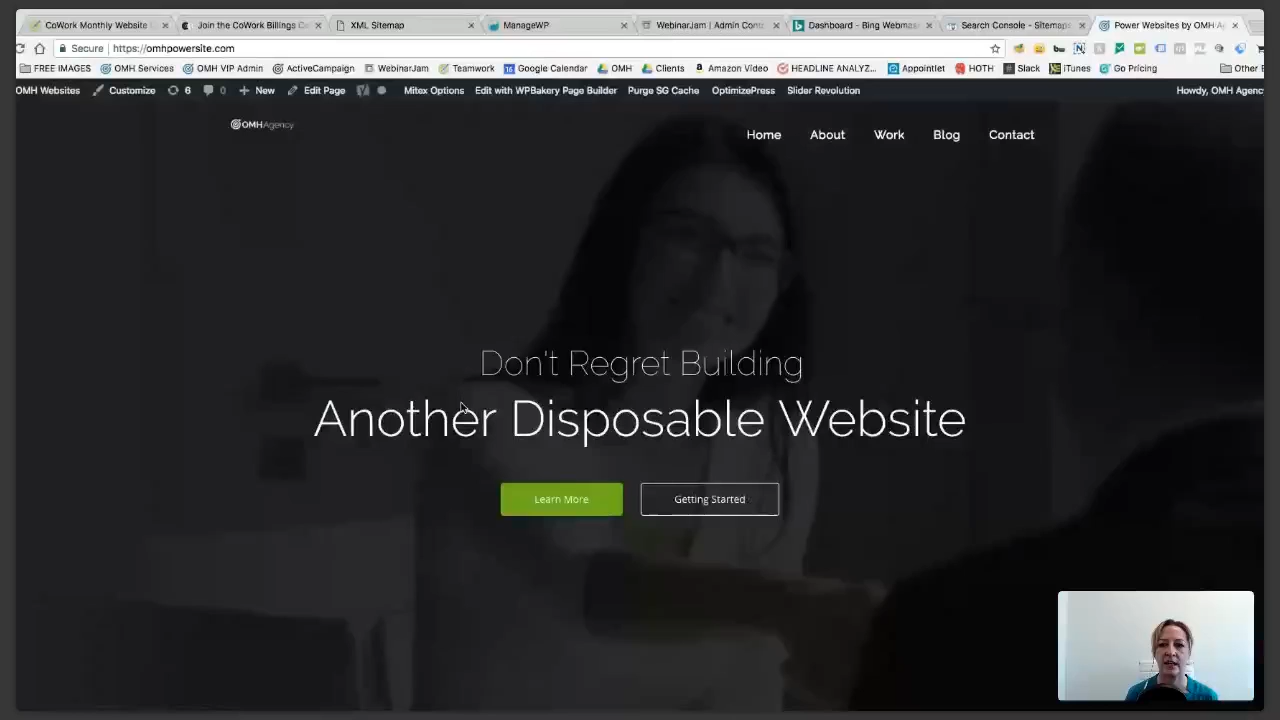 CoWork Monthly Website
Join the CoWork Billings Co
XML Sitemap
ManageWP
WebinarJam | Admin Cont
Dashboard - Bing Webmas
Search Console - Sitemaps
Power Websites by OMH A
Secure
https://omhpowersite.com
FREE IMAGES
OMH Services
OMH VIP Admin
ActiveCampaign
WebinarJam
Teamwork
Google Calendar
OMH
Clients
Amazon Video
HEADLINE ANALYZ...
Appointlet
HOTH
Slack
iTunes
Go Pricing
Other B
OMH Websites
Customize
6
0
New
Edit Page
Mitex Options
Edit with WPBakery Page Builder
Purge SG Cache
OptimizePress
Slider Revolution
Howdy, OMH Agenc
OMHAgency
Home
About
Work
Blog
Contact
Don't Regret Building
Another Disposable Website
Learn More
Getting Started